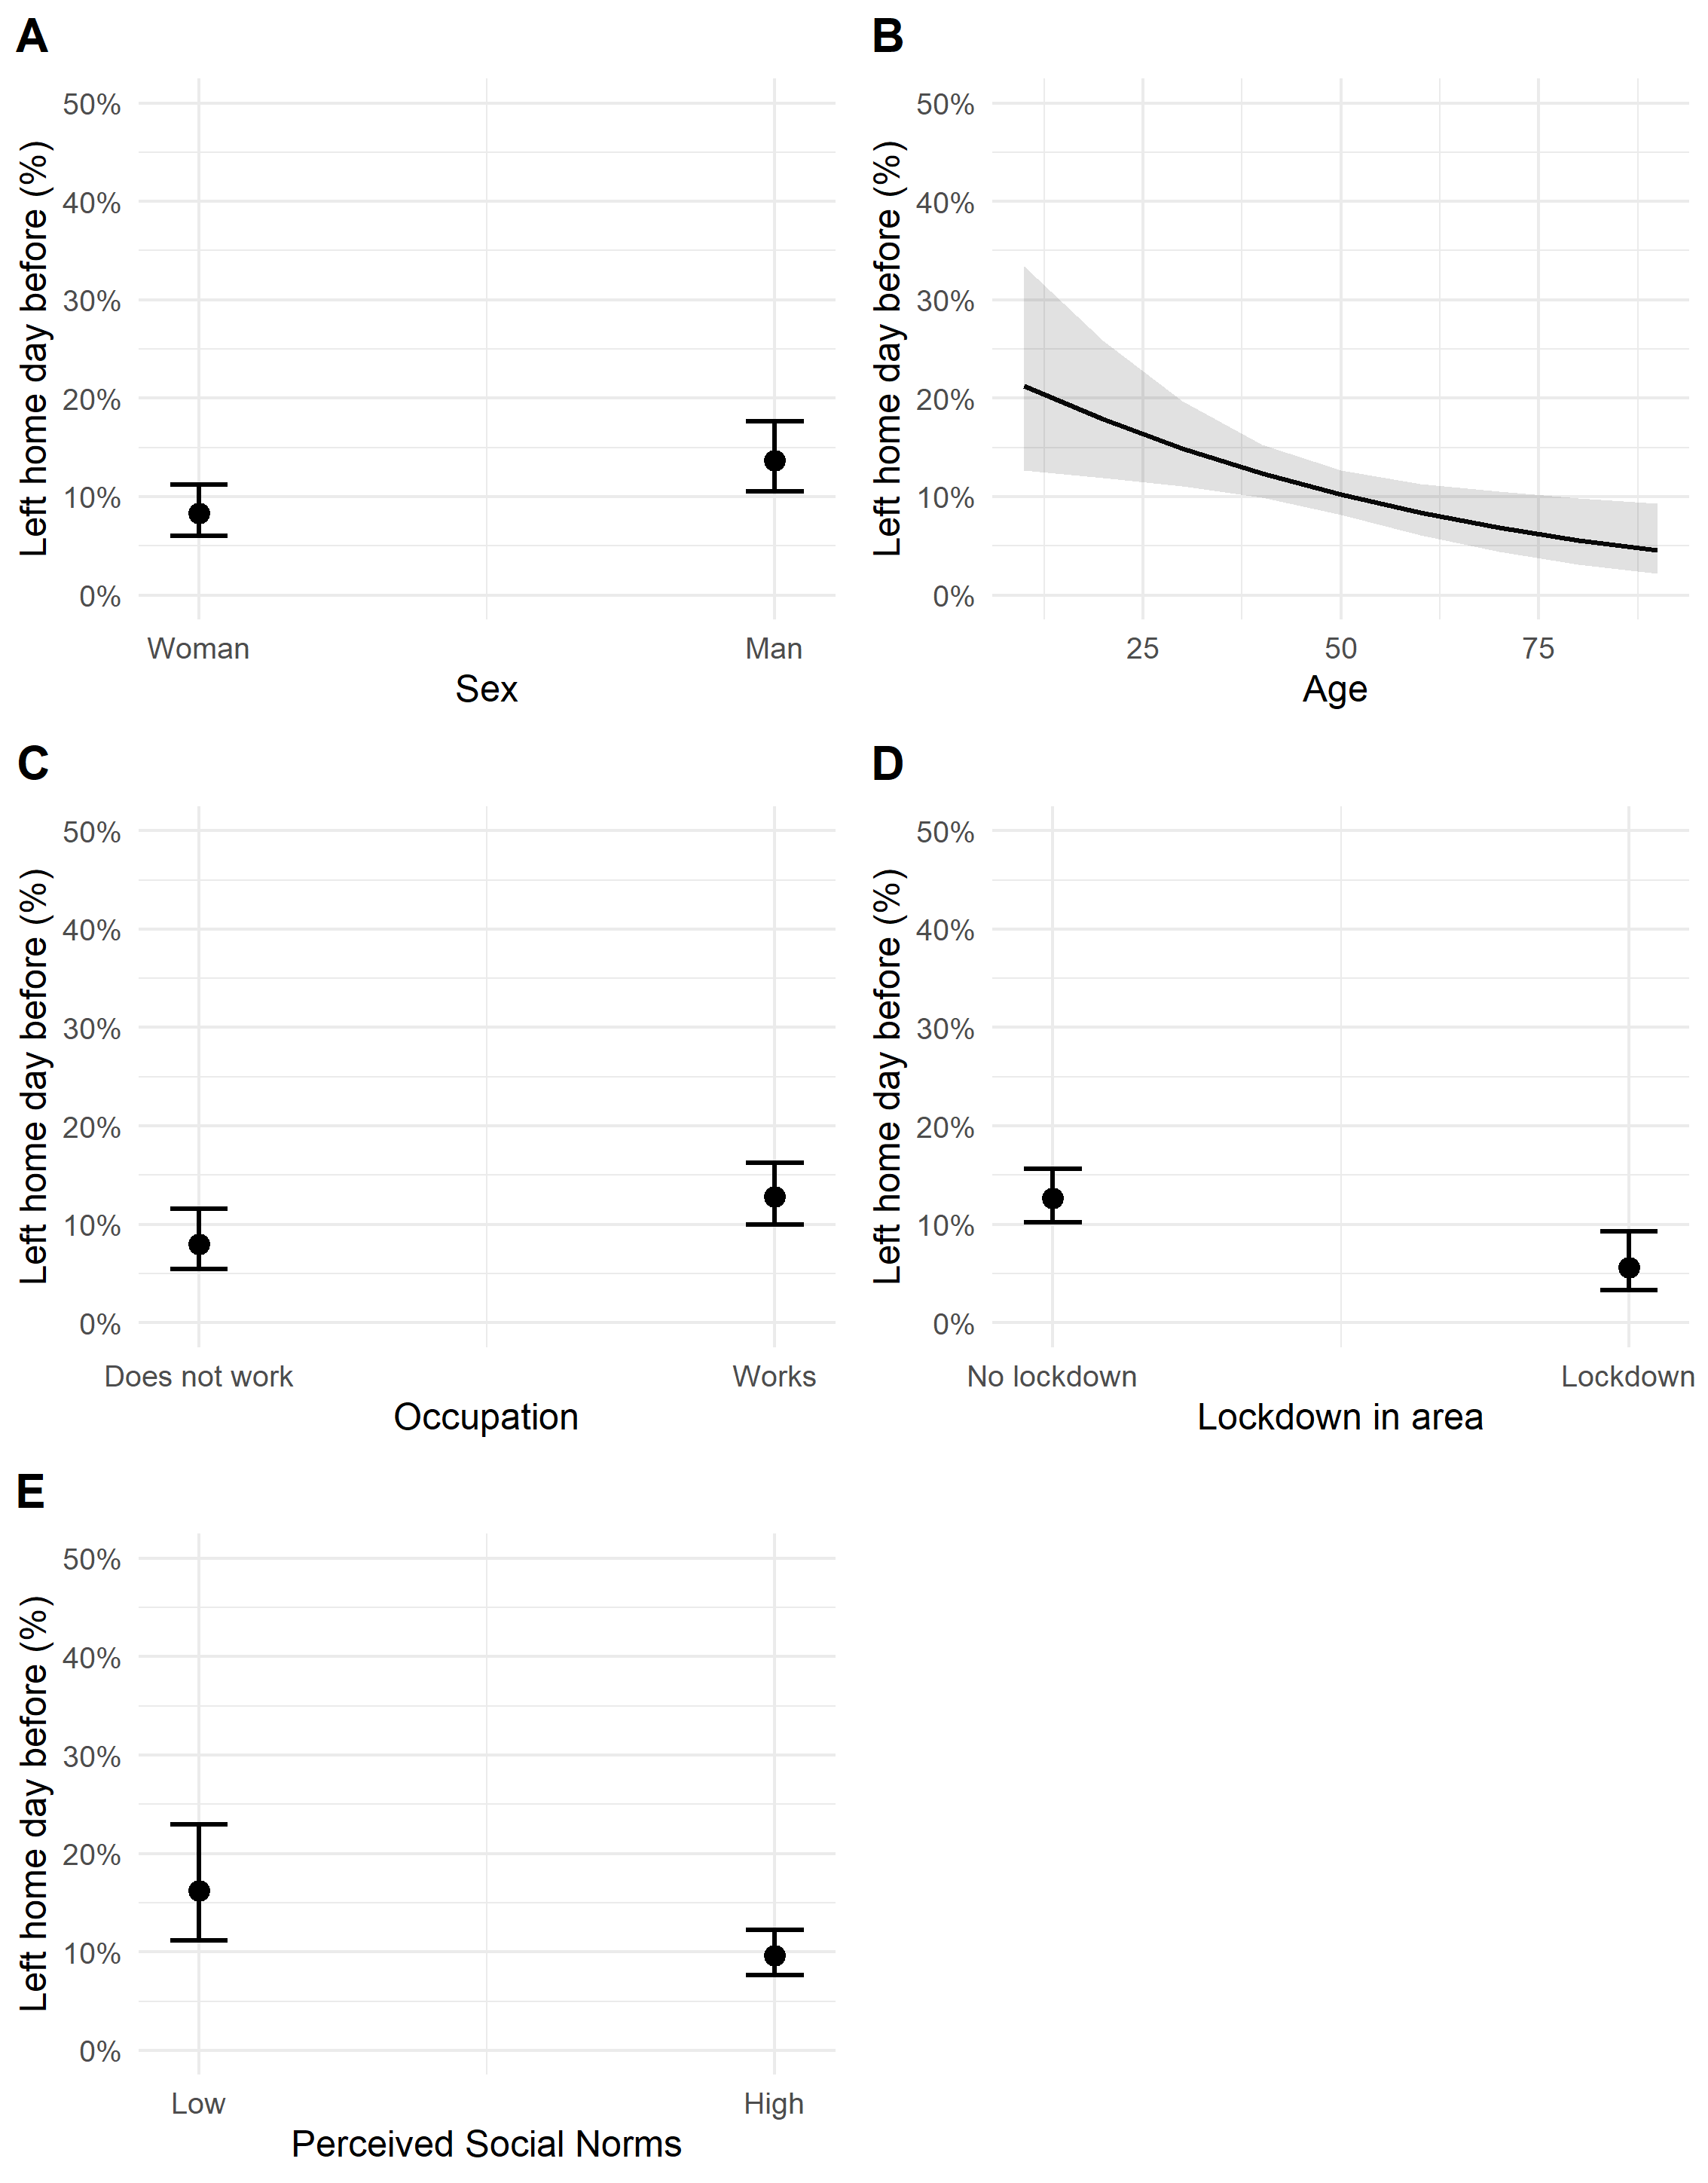 A
Left home day before (%)
50%
40%
30%
20%
10%
0%
Woman
Man
Sex
B
Left home day before (%)
50%
40%
30%
20%
10%
0%
25
50
75
Age
C
Left home day before (%)
50%
40%
30%
20%
10%
0%
Does not work
Works
Occupation
D
Left home day before (%)
50%
40%
30%
20%
10%
0%
No lockdown
Lockdown
Lockdown in area
E
Left home day before (%)
50%
40%
30%
20%
10%
0%
Low
High
Perceived Social Norms